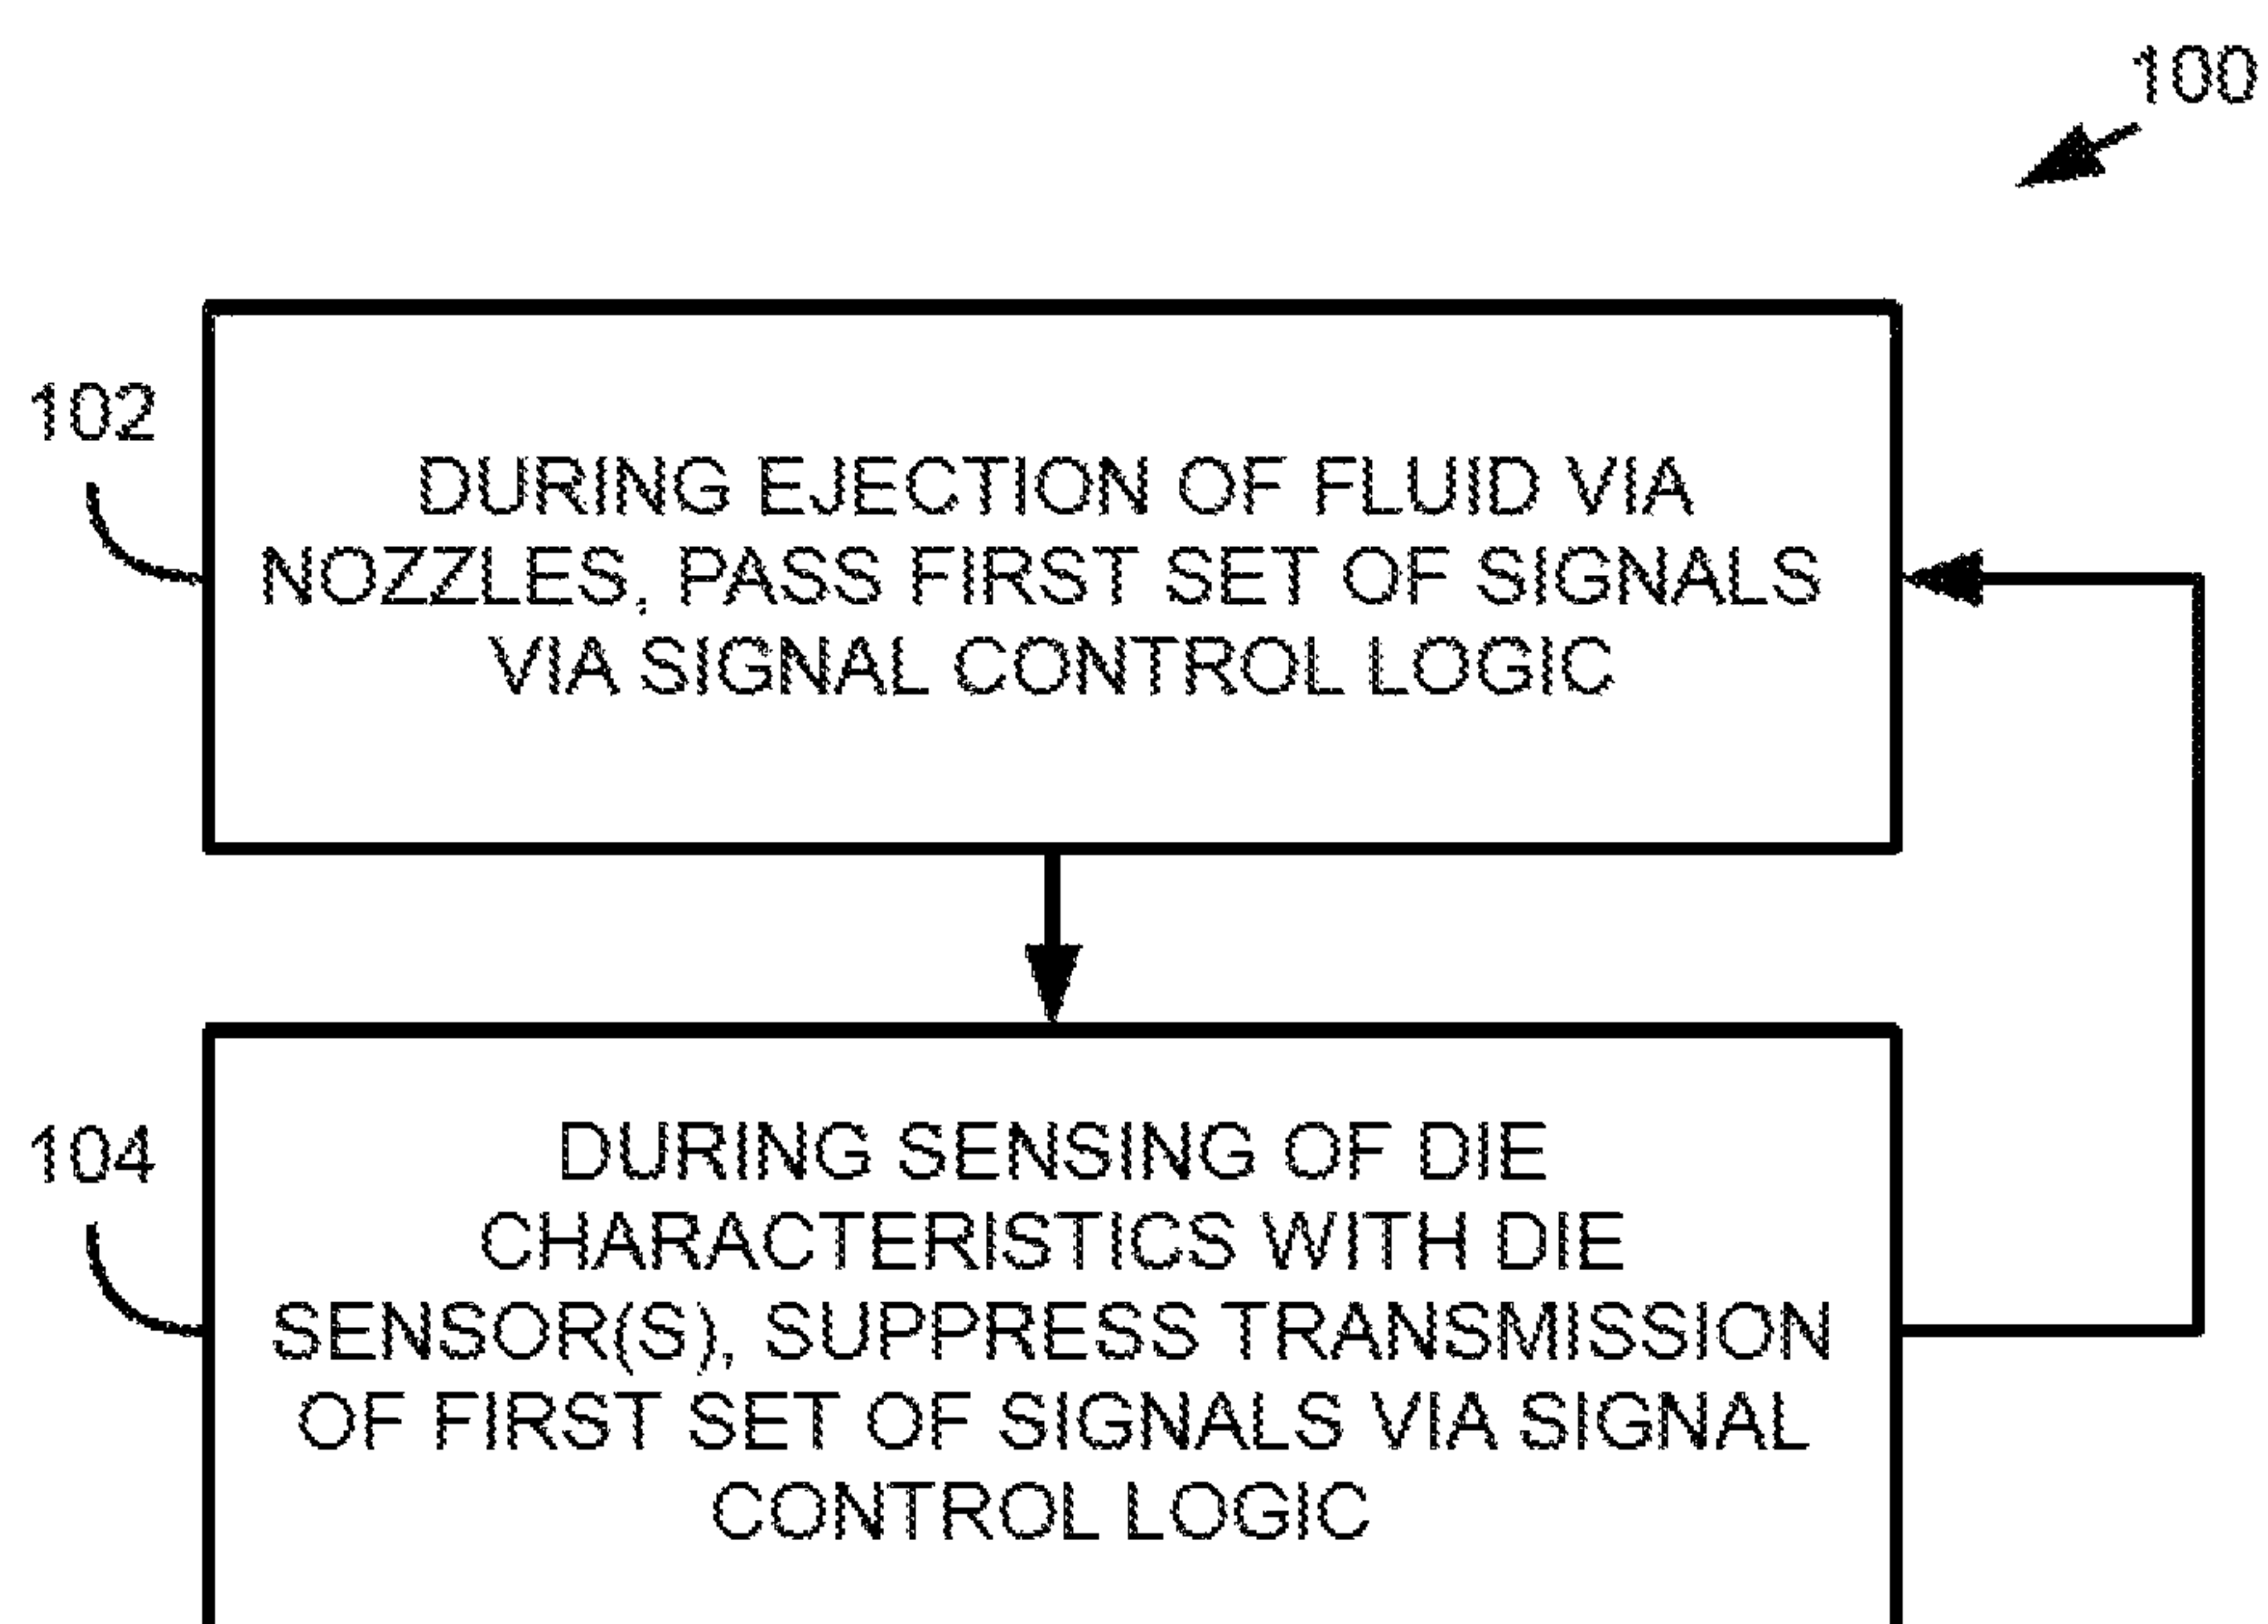 100
102
DURING EJECTION OF FLUID VIA
NOZZLES, PASS FIRST SET OF SIGNALS
VIA SIGNAL CONTROL LOGIC
104
DURING SENSING OF DIE
CHARACTERISTICS WITH DIE
SENSOR(S), SUPPRESS TRANSMISSION
OF FIRST SET OF SIGNALS VIA SIGNAL
CONTROL LOGIC